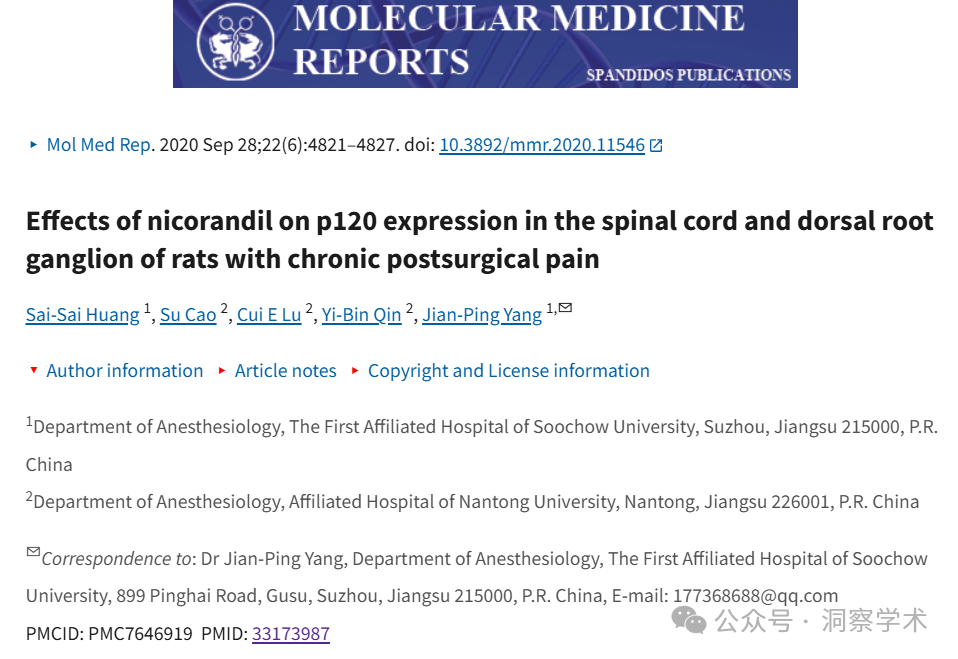 MOLECULAR MEDICINE
REPORTS
SPANDIDOS PUBLICATIONS
Mol Med Rep. 2020 Sep 28;22(6):4821–4827. doi: 10.3892/mmr.2020.11546
Effects of nicorandil on p120 expression in the spinal cord and dorsal root
ganglion of rats with chronic postsurgical pain
Sai-Sai Huang 1, Su Cao 2, Cui E Lu 2, Yi-Bin Qin 2, Jian-Ping Yang 1,✉
Author information Article notes Copyright and License information
1Department of Anesthesiology, The First Affiliated Hospital of Soochow University, Suzhou, Jiangsu 215000, P.R.
China
2Department of Anesthesiology, Affiliated Hospital of Nantong University, Nantong, Jiangsu 226001, P.R. China
✉Correspondence to: Dr Jian-Ping Yang, Department of Anesthesiology, The First Affiliated Hospital of Soochow
University, 899 Pinghai Road, Gusu, Suzhou, Jiangsu 215000, P.R. China, E-mail: 177368688@qq.com
公众号 · 洞察学术
PMCID: PMC7646919 PMID: 33173987